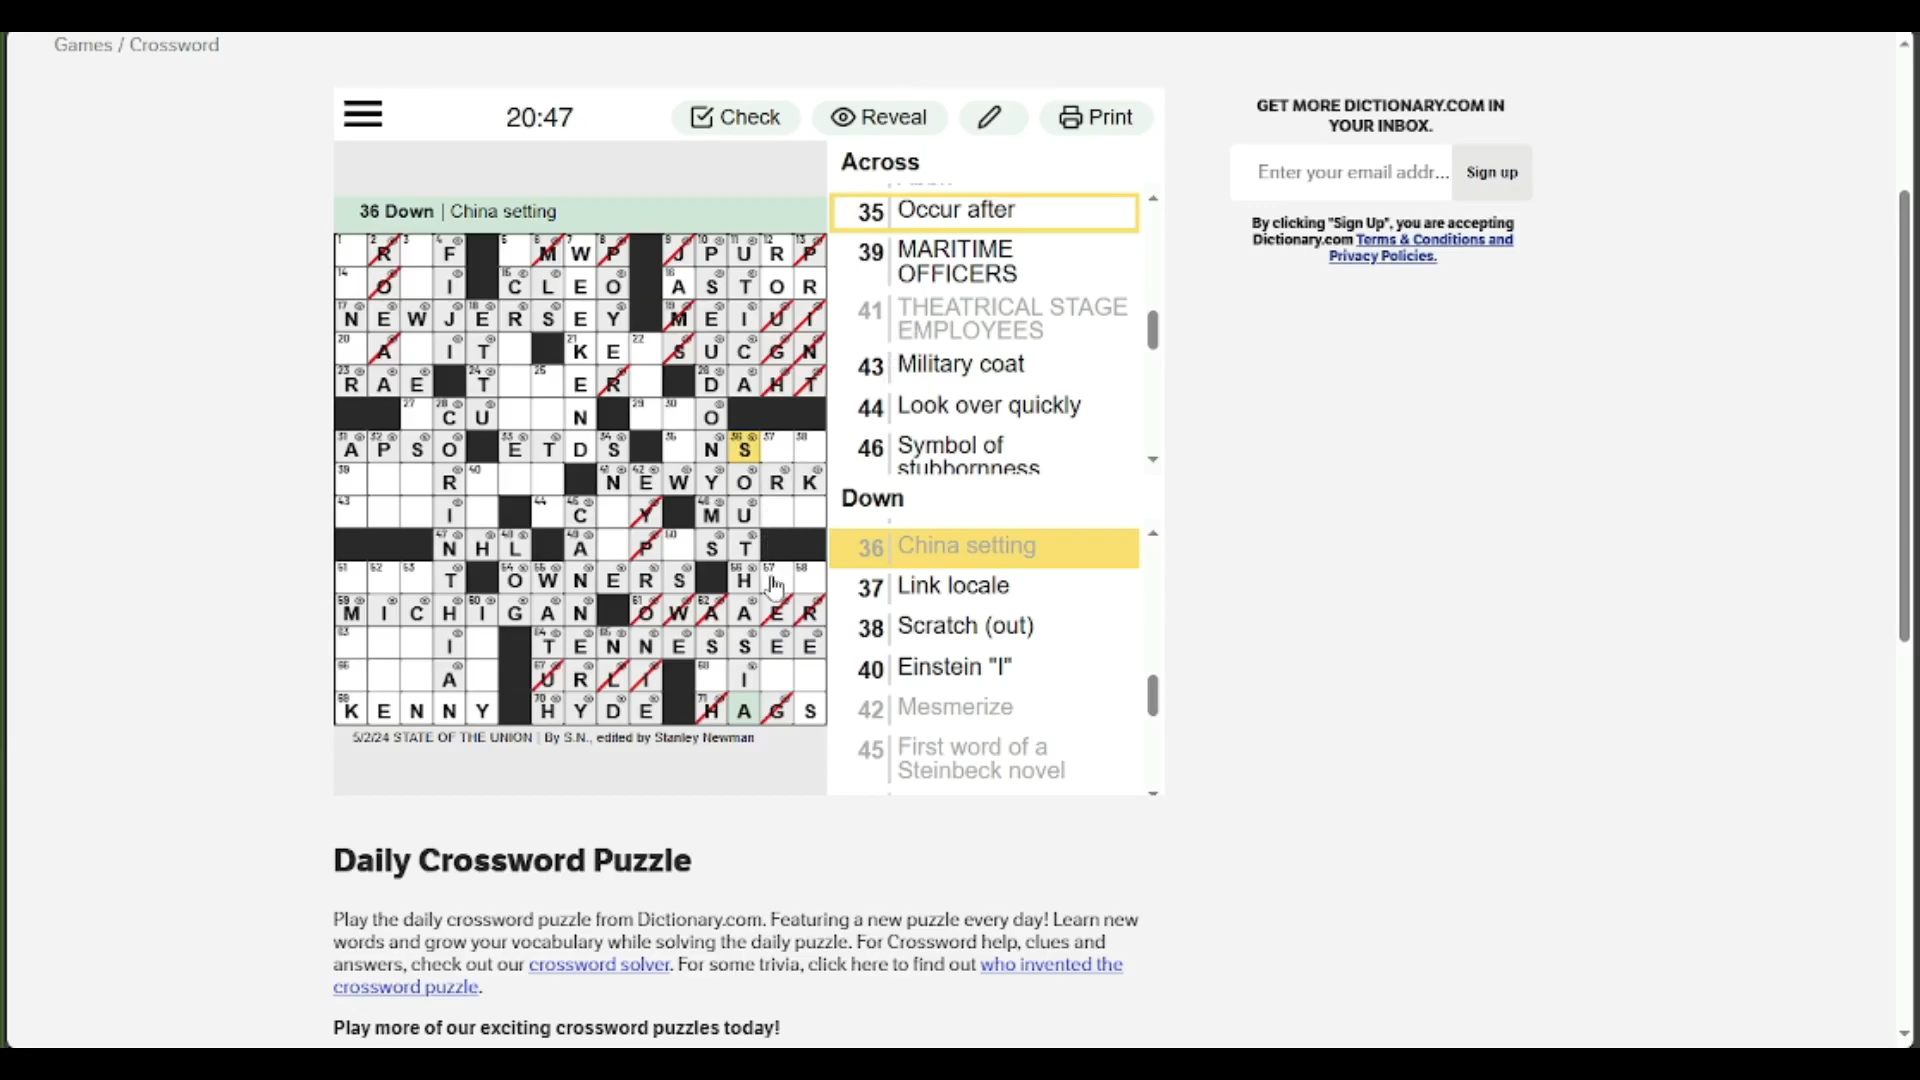 Games / Crossword
20:47
Check
Reveal
Print
GET MORE DICTIONARY.COM IN
YOUR INBOX.
Enter your email addr...
Sign up
By clicking "Sign Up", you are accepting
Dictionary.com Terms & Conditions and
Privacy Policies.
36 Down | China setting
R F M W P J P U R P
O I C L E O A S T O R
N E W J E R S E Y M E I U I
A I T K E S U C G N
R A E T E R D A H T
C U N O
A P S O E T D S N S
R N E W Y O R K
I C Y M U
N H L A P S T
T O W N E R S H
M I C H I G A N O W A A E R
I T E N N E S S E E
A U R L I I
K E N N Y H Y D E H A G S
5/2/24 STATE OF THE UNION | By S.N., edited by Stanley Newman
Across
35 Occur after
39 MARITIME
OFFICERS
41 THEATRICAL STAGE
EMPLOYEES
43 Military coat
44 Look over quickly
46 Symbol of
stubbornness
Down
36 China setting
37 Link locale
38 Scratch (out)
40 Einstein "I"
42 Mesmerize
45 First word of a
Steinbeck novel
Daily Crossword Puzzle
Play the daily crossword puzzle from Dictionary.com. Featuring a new puzzle every day! Learn new
words and grow your vocabulary while solving the daily puzzle. For Crossword help, clues and
answers, check out our crossword solver. For some trivia, click here to find out who invented the
crossword puzzle.
Play more of our exciting crossword puzzles today!